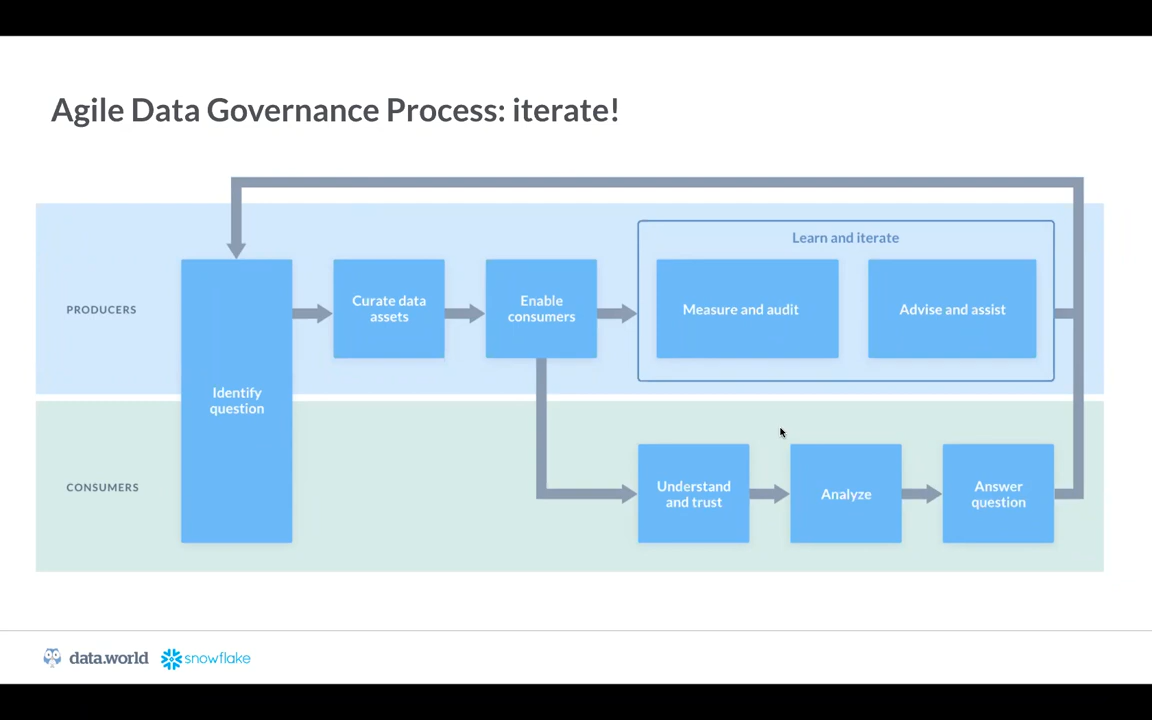 Agile Data Governance Process: iterate!
PRODUCERS
Identify
question
Curate data
assets
Enable
consumers
Learn and iterate
Measure and audit
Advise and assist
CONSUMERS
Understand
and trust
Analyze
Answer
question
data.world
snowflake